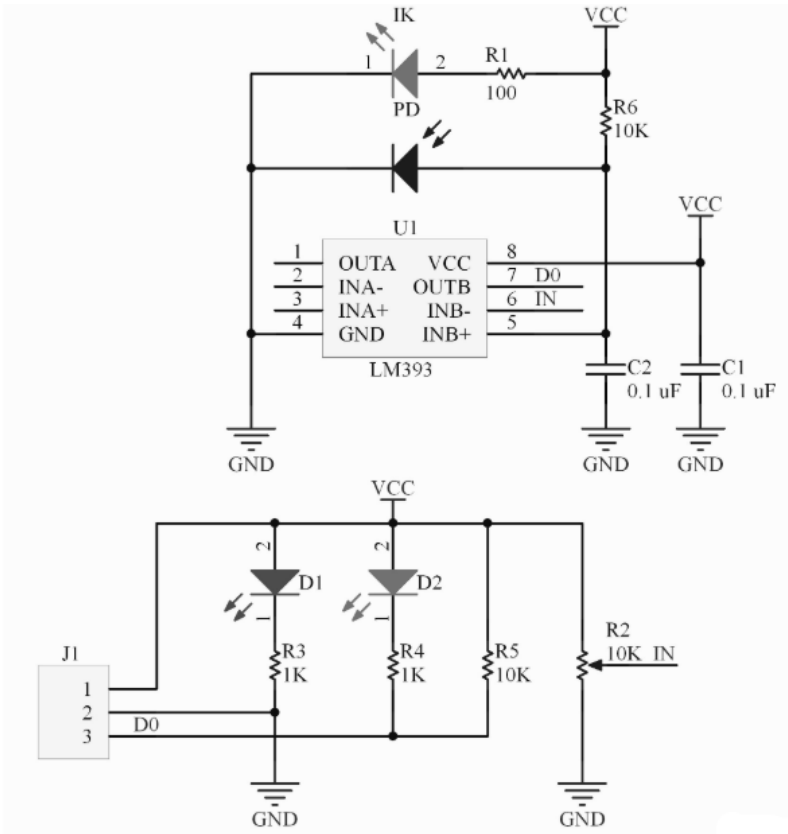 IK
VCC
1
2
R1
100
PD
R6
10K
VCC
U1
1 OUTA VCC 8
2 INA- OUTB 7 D0
3 INA+ INB- 6 IN
4 GND INB+ 5
LM393
C2
0.1 uF
C1
0.1 uF
GND
GND
GND
VCC
2
D1
1
2
D2
1
R3
1K
R4
1K
R5
10K
R2
10K IN
J1
1
2
3
D0
GND
GND